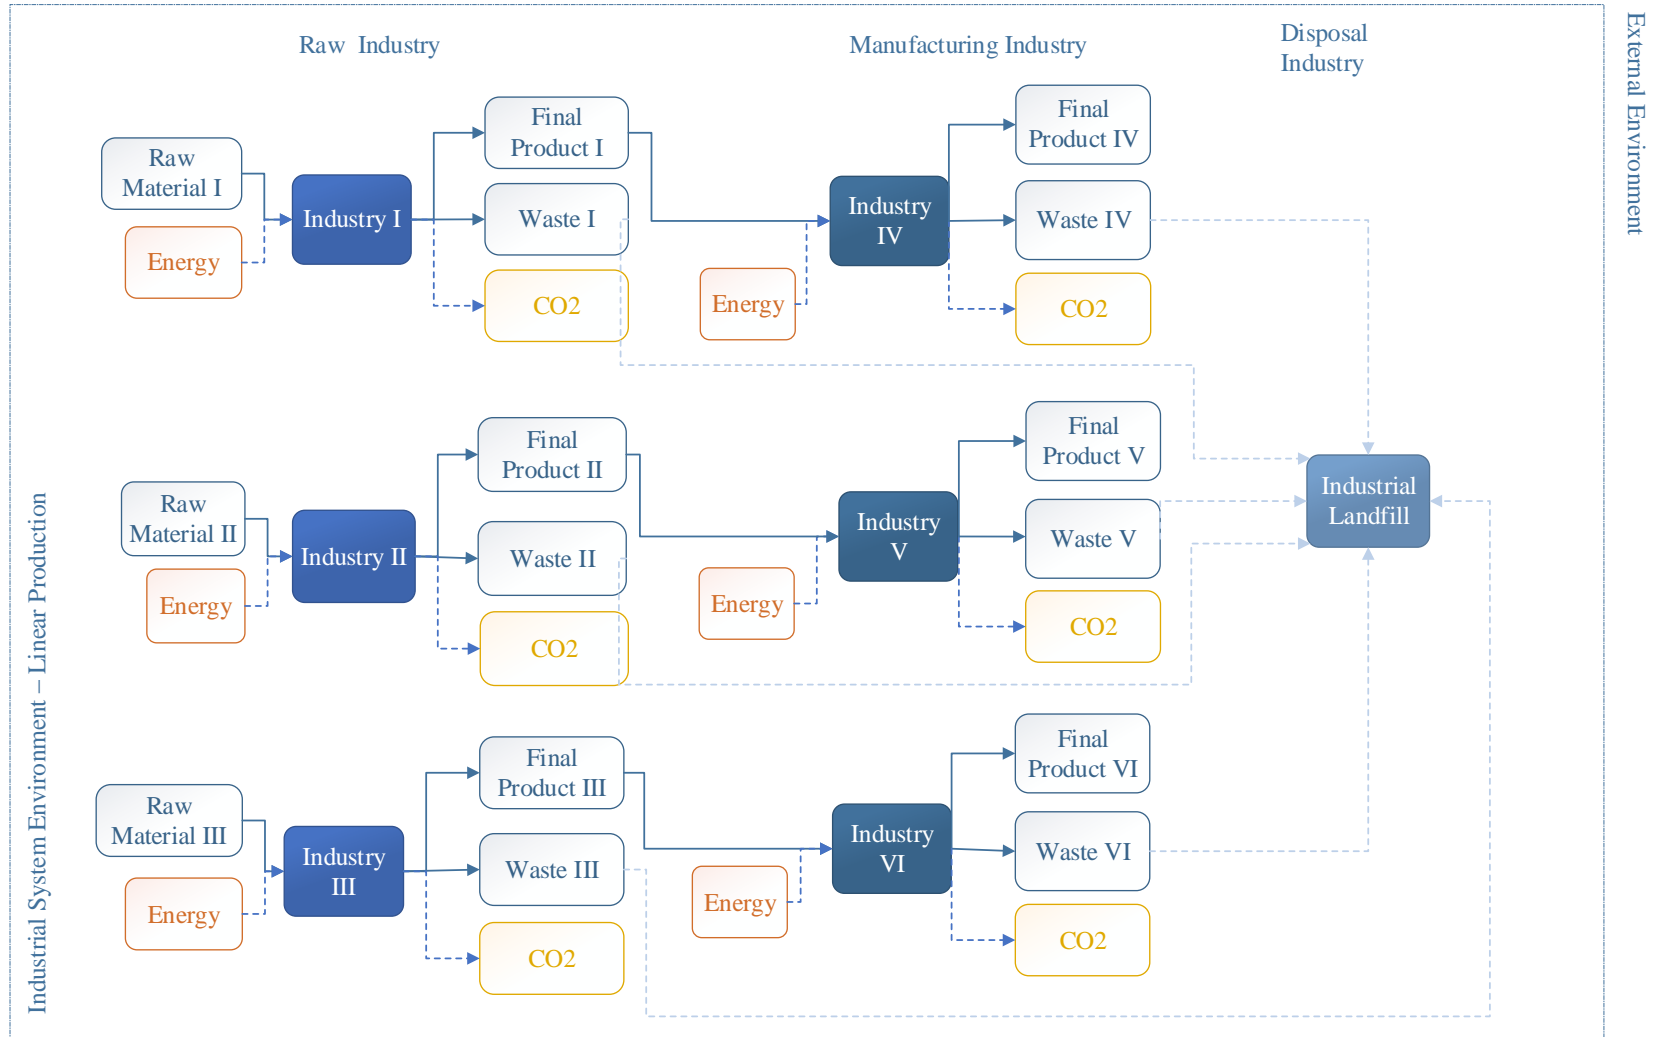 Raw Industry
Manufacturing Industry
Disposal
Industry
External Environment
Industrial System Environment – Linear Production
Raw
Material I
Energy
Industry I
Final
Product I
Waste I
CO2
Energy
Industry
IV
Final
Product IV
Waste IV
CO2
Raw
Material II
Energy
Industry II
Final
Product II
Waste II
CO2
Energy
Industry
V
Final
Product V
Waste V
CO2
Industrial
Landfill
Raw
Material III
Energy
Industry
III
Final
Product III
Waste III
CO2
Energy
Industry
VI
Final
Product VI
Waste VI
CO2